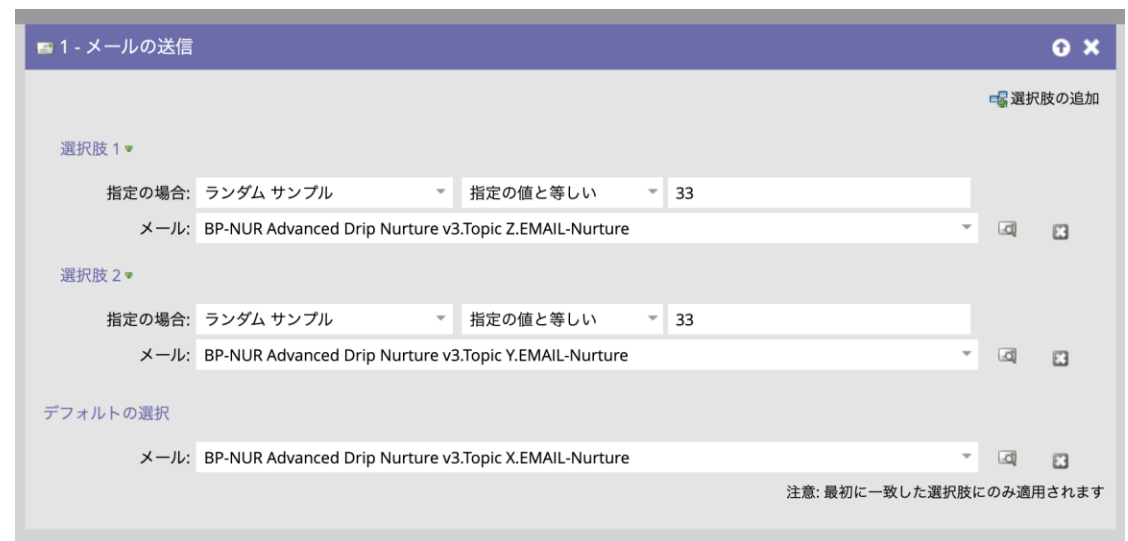 1 - メールの送信
選択肢の追加
選択肢 1
指定の場合: ランダム サンプル 指定の値と等しい 33
メール: BP-NUR Advanced Drip Nurture v3.Topic Z.EMAIL-Nurture
選択肢 2
指定の場合: ランダム サンプル 指定の値と等しい 33
メール: BP-NUR Advanced Drip Nurture v3.Topic Y.EMAIL-Nurture
デフォルトの選択
メール: BP-NUR Advanced Drip Nurture v3.Topic X.EMAIL-Nurture
注意: 最初に一致した選択肢にのみ適用されます